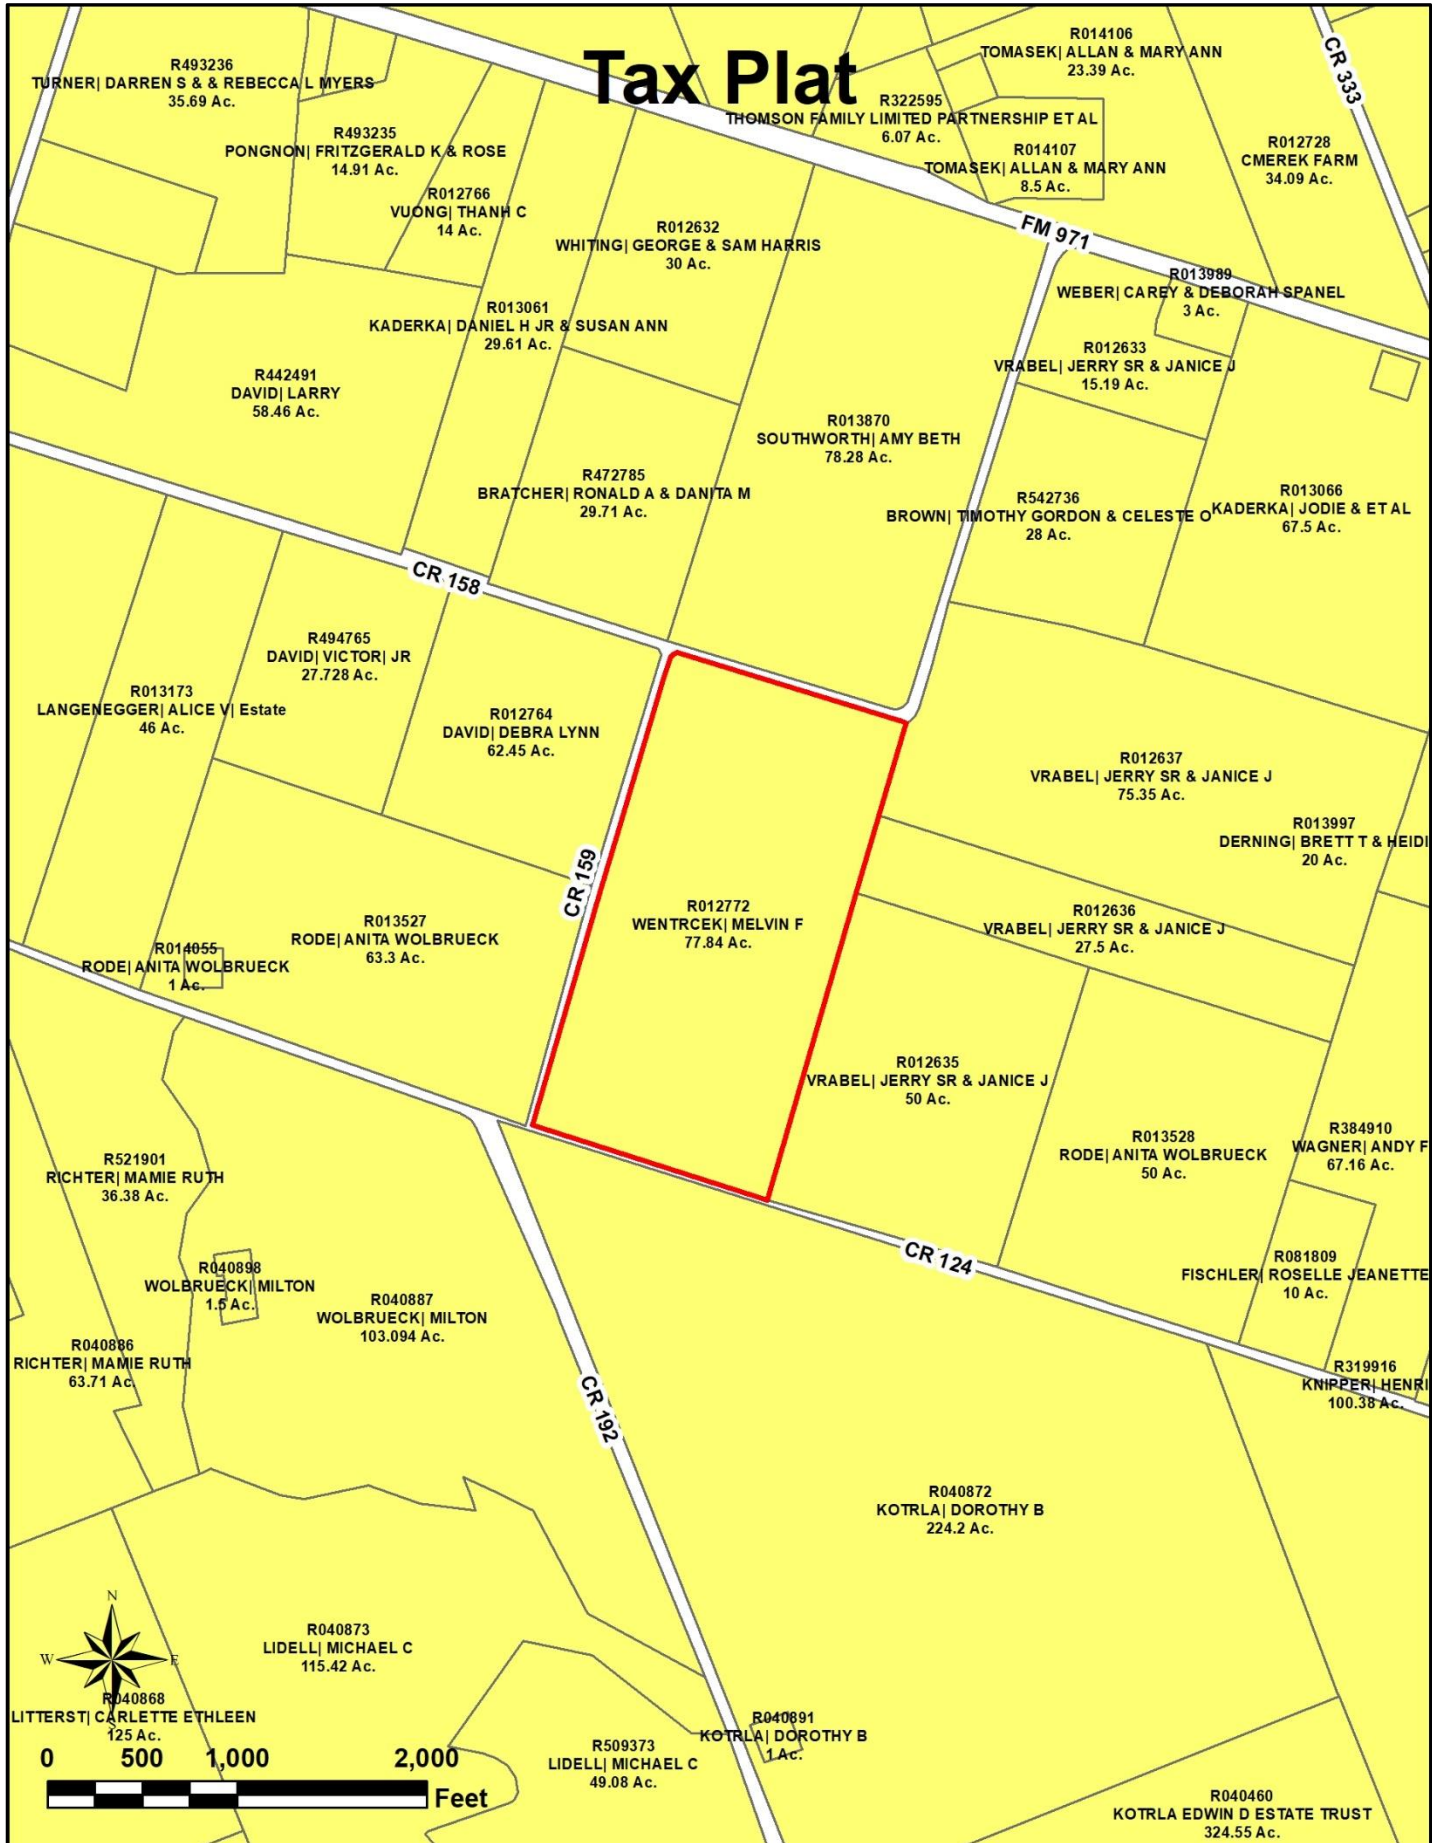 Tax Plat
R493236
TURNER| DARREN S & & REBECCA L MYERS
35.69 Ac.
R014106
TOMASEK| ALLAN & MARY ANN
23.39 Ac.
CR 333
R322595
THOMSON FAMILY LIMITED PARTNERSHIP ET AL
6.07 Ac.
R493235
PONGNON| FRITZGERALD K & ROSE
14.91 Ac.
R014107
TOMASEK| ALLAN & MARY ANN
8.5 Ac.
R012728
CMEREK FARM
34.09 Ac.
R012766
VUONG| THANH C
14 Ac.
R012632
WHITING| GEORGE & SAM HARRIS
30 Ac.
FM 971
R013989
WEBER| CAREY & DEBORAH SPANEL
3 Ac.
R013061
KADERKA| DANIEL H JR & SUSAN ANN
29.61 Ac.
R012633
VRABEL| JERRY SR & JANICE J
15.19 Ac.
R442491
DAVID| LARRY
58.46 Ac.
R013870
SOUTHWORTH| AMY BETH
78.28 Ac.
R472785
BRATCHER| RONALD A & DANITA M
29.71 Ac.
R542736
BROWN| TIMOTHY GORDON & CELESTE O
28 Ac.
R013066
KADERKA| JODIE & ET AL
67.5 Ac.
CR 158
R494765
DAVID| VICTOR| JR
27.728 Ac.
R013173
LANGENEGGER| ALICE V| Estate
46 Ac.
R012764
DAVID| DEBRA LYNN
62.45 Ac.
R012637
VRABEL| JERRY SR & JANICE J
75.35 Ac.
R013997
DERNING| BRETT T & HEIDI
20 Ac.
CR 159
R012772
WENTRCEK| MELVIN F
77.84 Ac.
R012636
VRABEL| JERRY SR & JANICE J
27.5 Ac.
R013527
RODE| ANITA WOLBRUECK
63.3 Ac.
R014055
RODE| ANITA WOLBRUECK
1 Ac.
R012635
VRABEL| JERRY SR & JANICE J
50 Ac.
R013528
RODE| ANITA WOLBRUECK
50 Ac.
R384910
WAGNER| ANDY F
67.16 Ac.
R521901
RICHTER| MAMIE RUTH
36.38 Ac.
CR 124
R081809
FISCHLER| ROSELLE JEANETTE
10 Ac.
R040898
WOLBRUECK| MILTON
1.5 Ac.
R040887
WOLBRUECK| MILTON
103.094 Ac.
R040886
RICHTER| MAMIE RUTH
63.71 Ac.
R319916
KNIPPER| HENRI
100.38 Ac.
CR 192
R040872
KOTRLA| DOROTHY B
224.2 Ac.
R040873
LIDELL| MICHAEL C
115.42 Ac.
N
W
E
S
R040868
LITTERST| CARLETTE ETHLEEN
125 Ac.
R040891
KOTRLA| DOROTHY B
1 Ac.
R509373
LIDELL| MICHAEL C
49.08 Ac.
0 500 1,000 2,000
Feet
R040460
KOTRLA EDWIN D ESTATE TRUST
324.55 Ac.